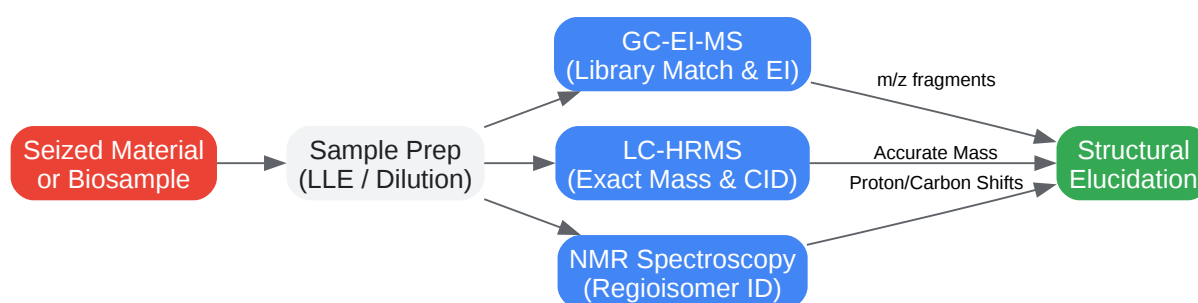 Seized Material
or Biosample
Sample Prep
(LLE / Dilution)
GC-EI-MS
(Library Match & EI)
LC-HRMS
(Exact Mass & CID)
NMR Spectroscopy
(Regioisomer ID)
m/z fragments
Accurate Mass
Proton/Carbon Shifts
Structural
Elucidation